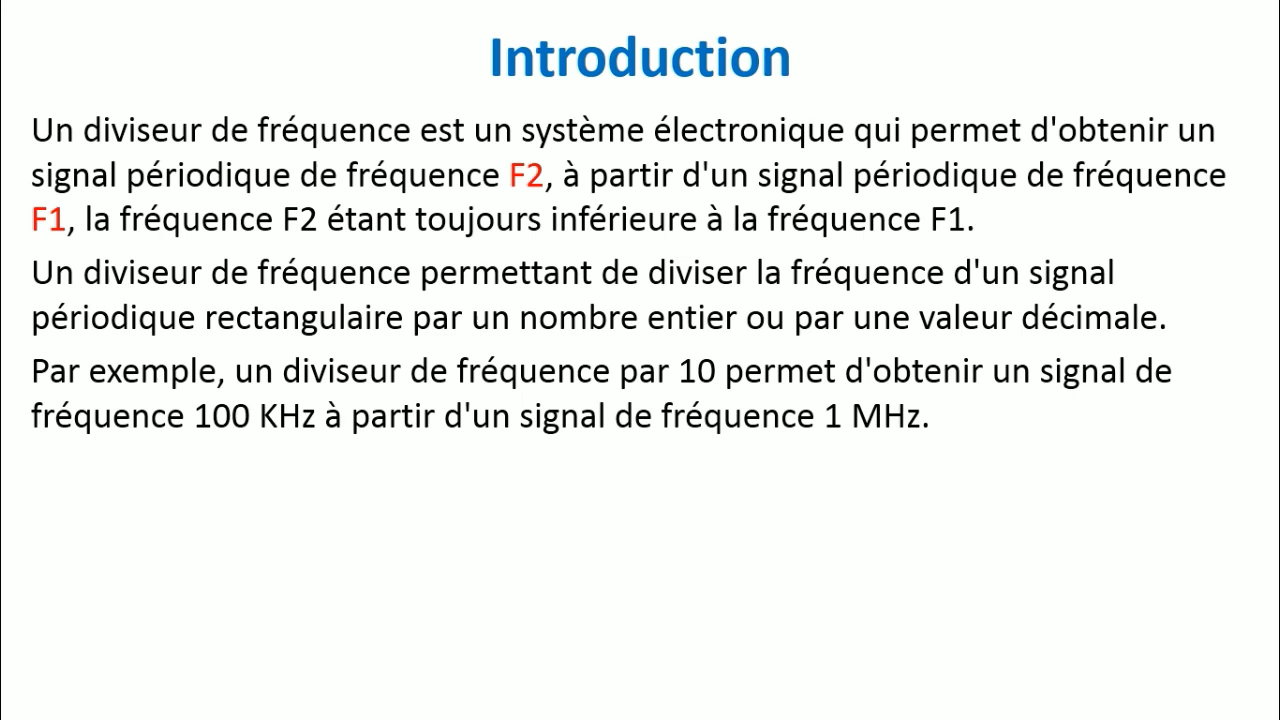 Introduction
Un diviseur de fréquence est un système électronique qui permet d'obtenir un
signal périodique de fréquence F2, à partir d'un signal périodique de fréquence
F1, la fréquence F2 étant toujours inférieure à la fréquence F1.
Un diviseur de fréquence permettant de diviser la fréquence d'un signal
périodique rectangulaire par un nombre entier ou par une valeur décimale.
Par exemple, un diviseur de fréquence par 10 permet d'obtenir un signal de
fréquence 100 KHz à partir d'un signal de fréquence 1 MHz.